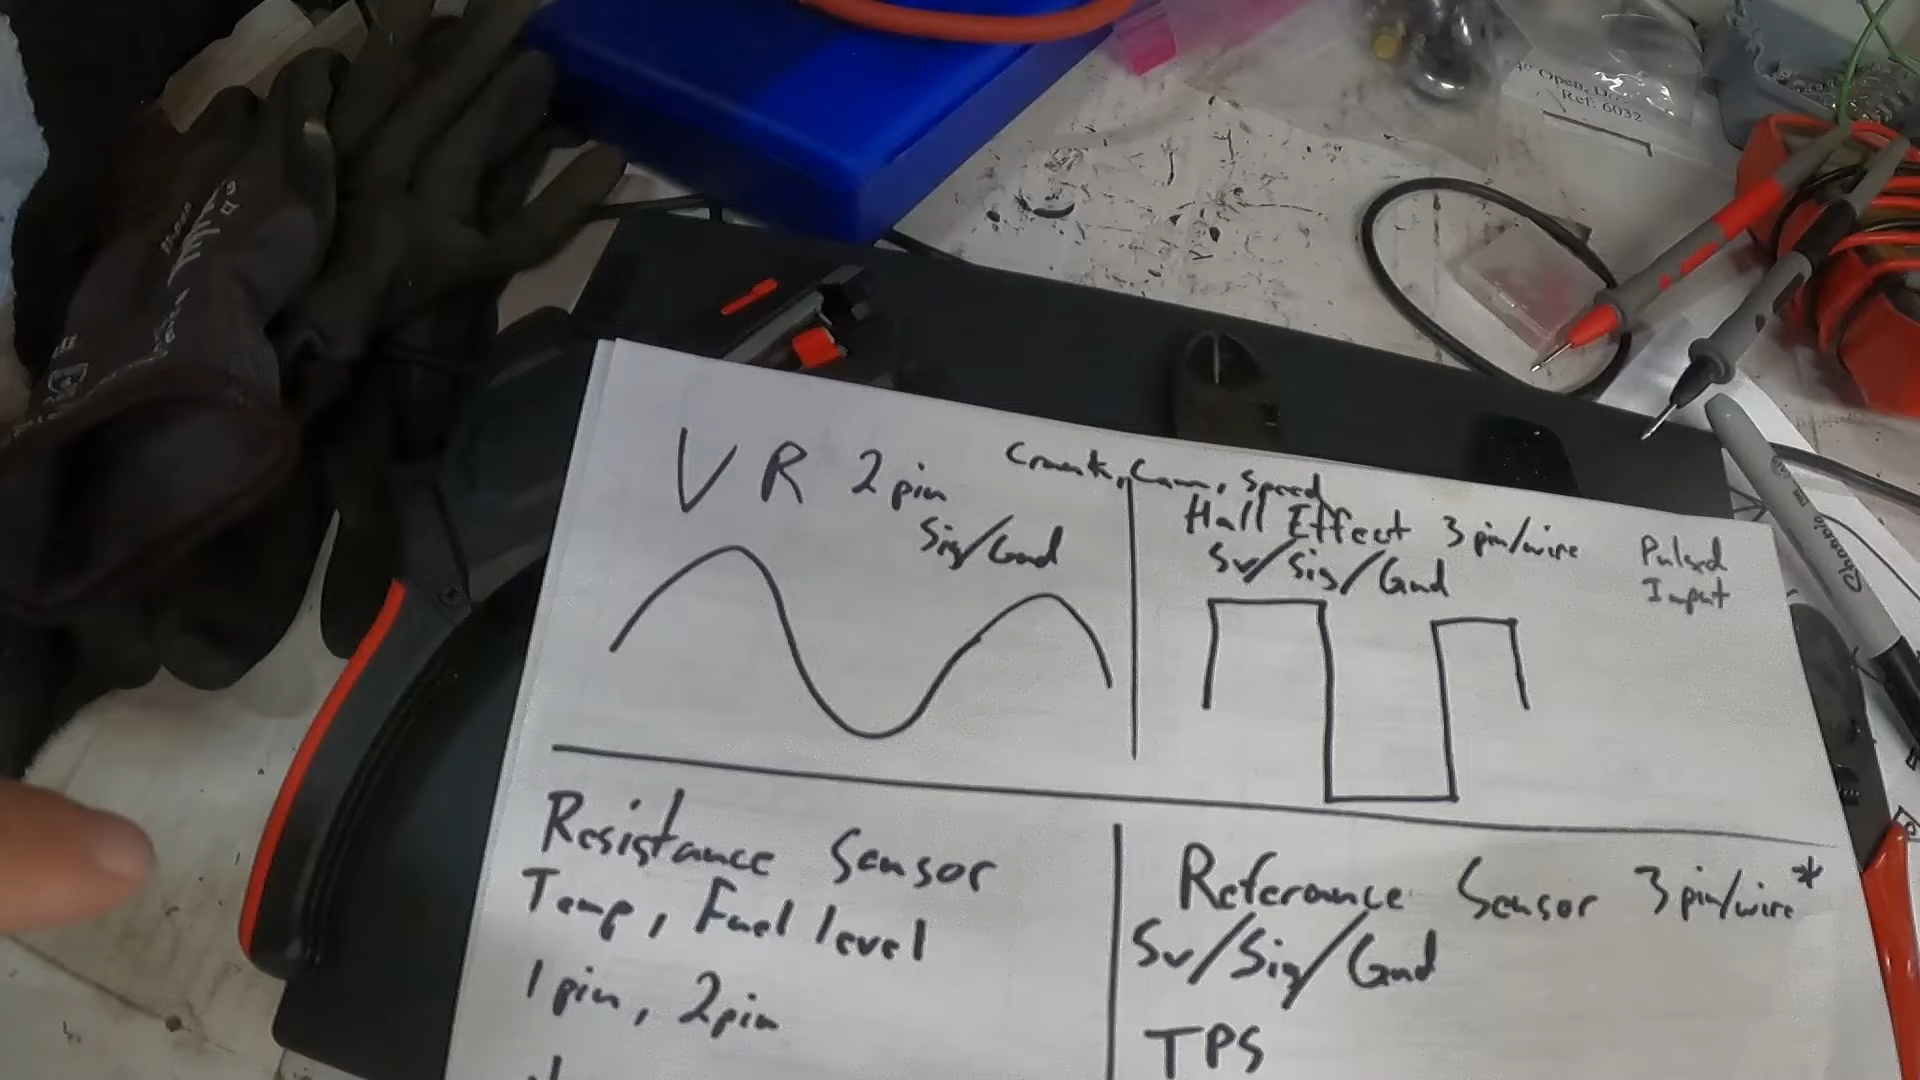 VR 2pin
Sig/Gnd
Crank, Cam, Speed
Hall Effect 3pin/wire
5v/Sig/Gnd
Pulsed
Input
Resistance Sensor
Temp, Fuel level
1pin, 2pin
Referance Sensor 3pin/wire*
5v/Sig/Gnd
TPS
Open,
Ref: 6032